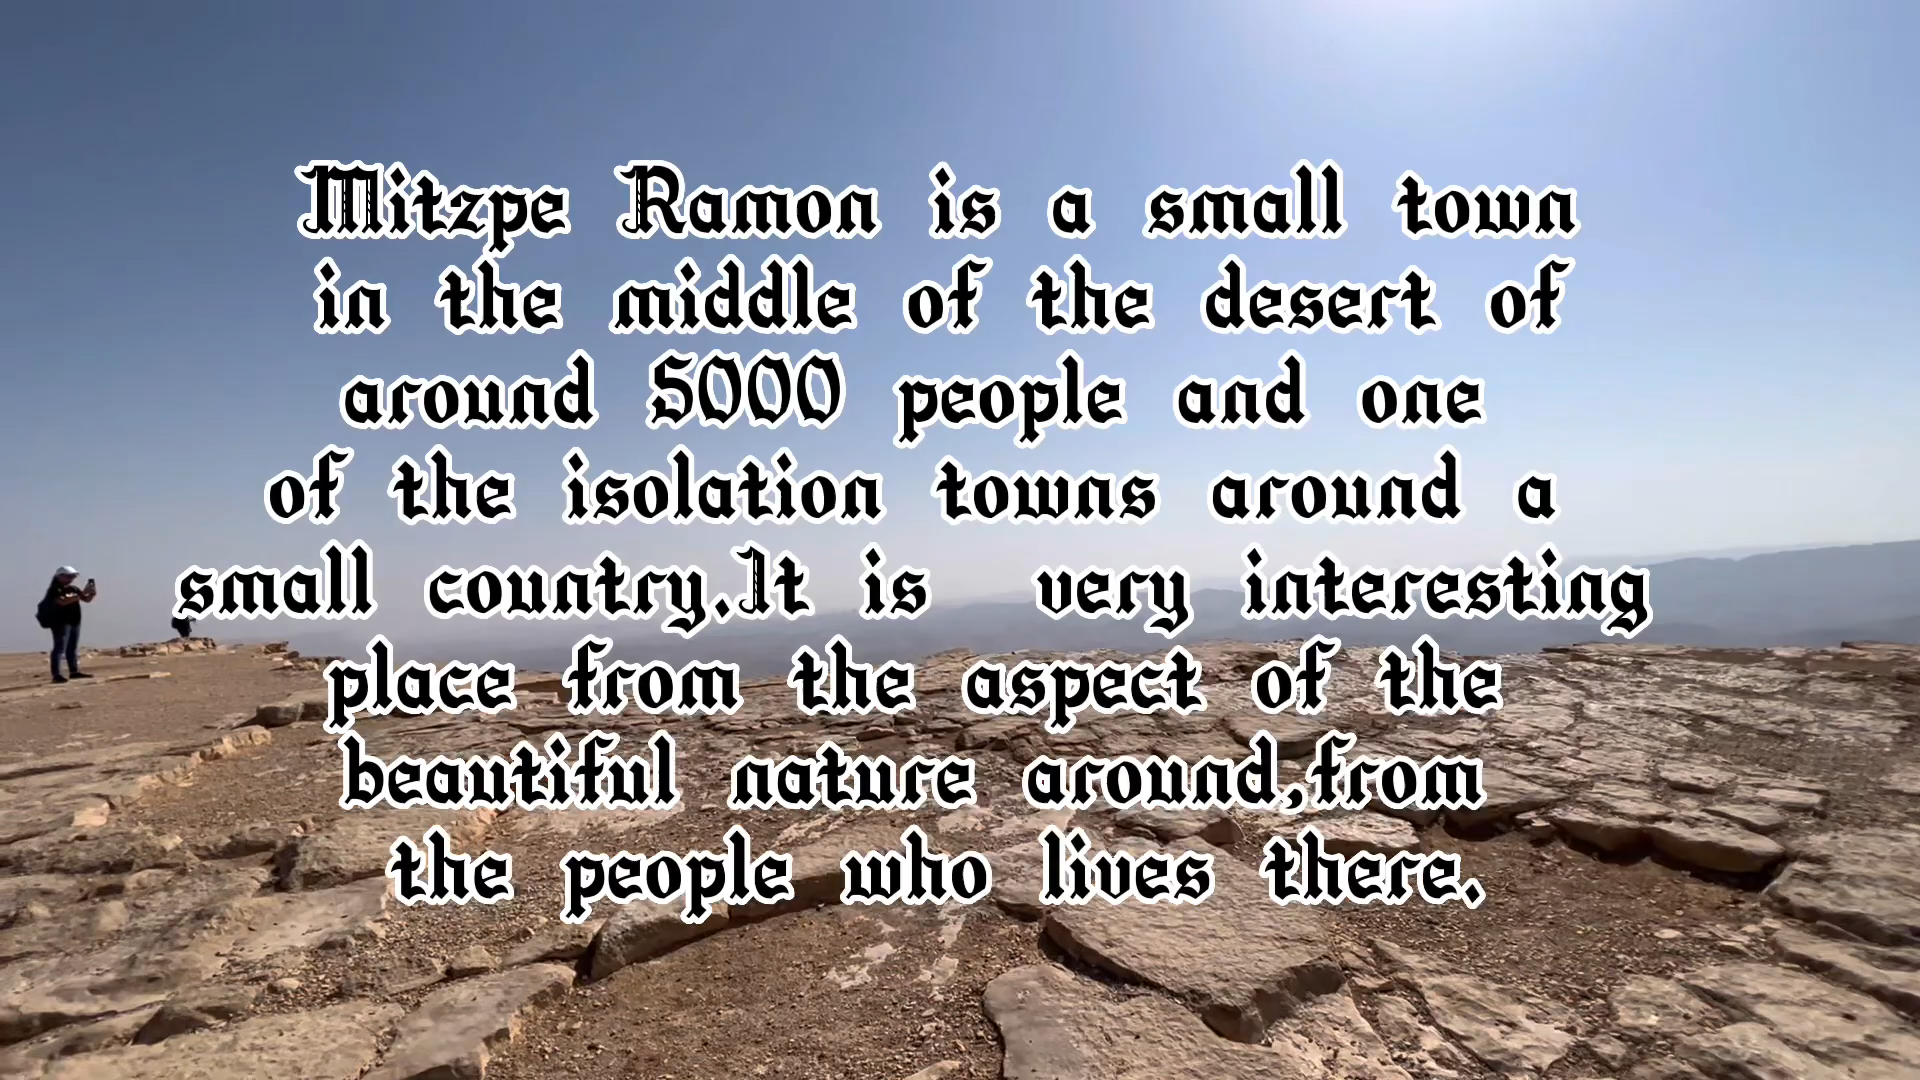 Mitzpe Ramon is a small town
in the middle of the desert of
around 5000 people and one
of the isolation towns around a
small country.It is very interesting
place from the aspect of the
beautiful nature around,from
the people who lives there.